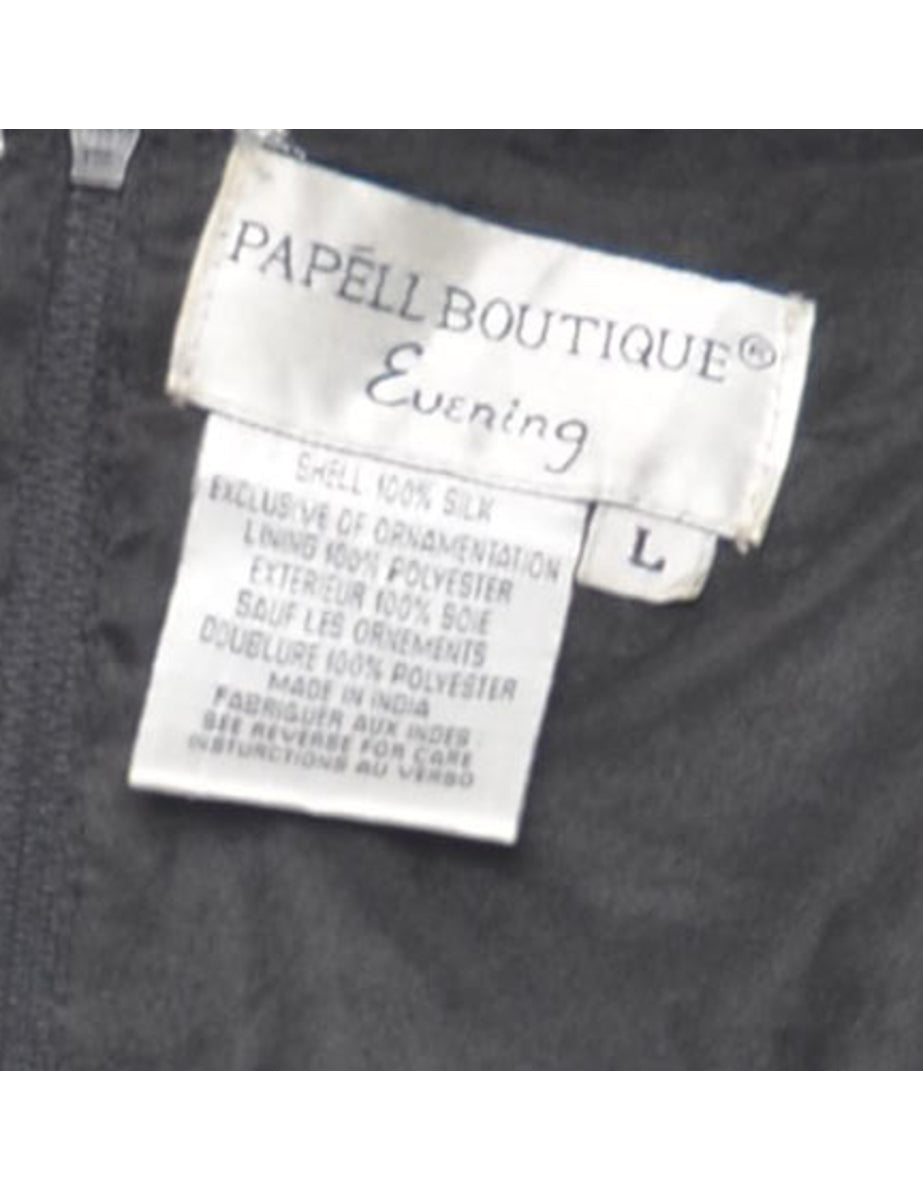 PAPÉLL BOUTIQUE®
Evening
L
SHELL 100% SILK
EXCLUSIVE OF ORNAMENTATION
LINING 100% POLYESTER
EXTERIEUR 100% SOIE
SAUF LES ORNEMENTS
DOUBLURE 100% POLYESTER
MADE IN INDIA
FABRIQUER AUX INDES
SEE REVERSE FOR CARE
INSTURCTIONS AU VERSO